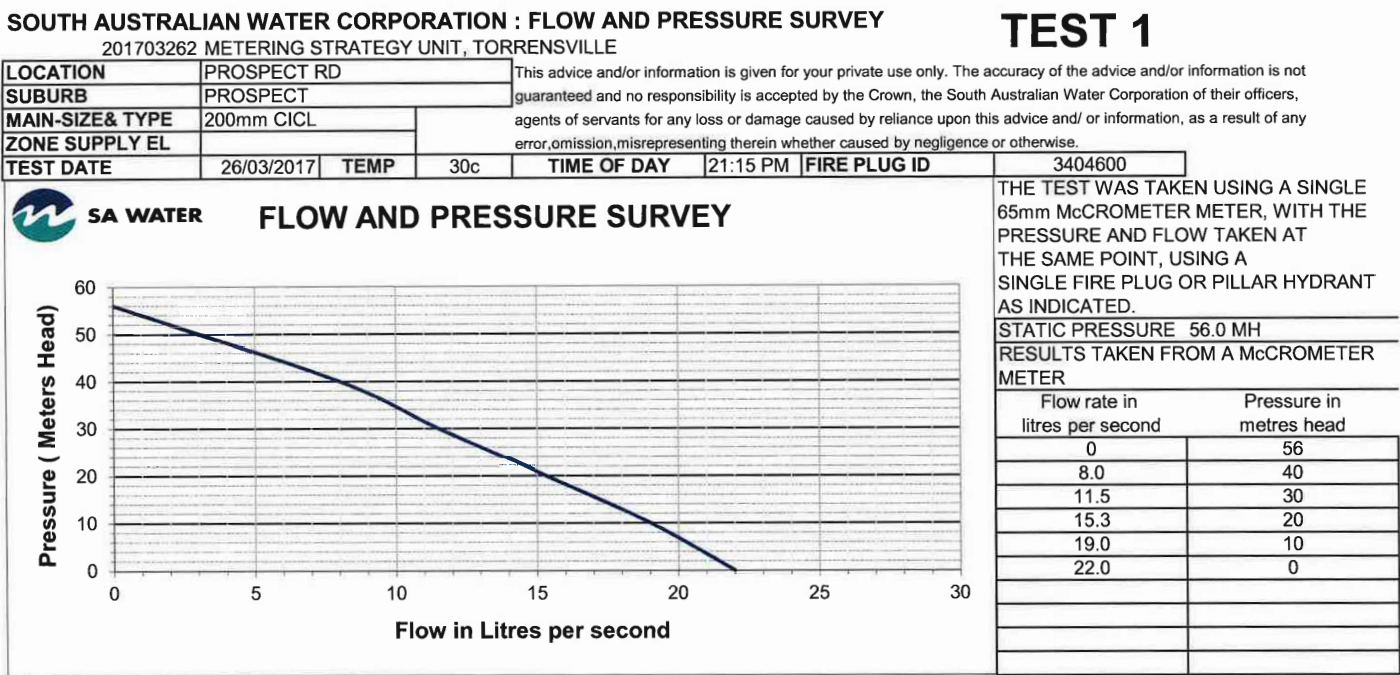 SOUTH AUSTRALIAN WATER CORPORATION : FLOW AND PRESSURE SURVEY
TEST 1
201703262 METERING STRATEGY UNIT, TORRENSVILLE
LOCATION PROSPECT RD
SUBURB PROSPECT
MAIN-SIZE& TYPE 200mm CICL
ZONE SUPPLY EL
This advice and/or information is given for your private use only. The accuracy of the advice and/or information is not
guaranteed and no responsibility is accepted by the Crown, the South Australian Water Corporation of their officers,
agents of servants for any loss or damage caused by reliance upon this advice and/ or information, as a result of any
error,omission,misrepresenting therein whether caused by negligence or otherwise.
TEST DATE 26/03/2017 TEMP 30c TIME OF DAY 21:15 PM FIRE PLUG ID 3404600
SA WATER
FLOW AND PRESSURE SURVEY
Pressure ( Meters Head)
60
50
40
30
20
10
0
0 5 10 15 20 25 30
Flow in Litres per second
THE TEST WAS TAKEN USING A SINGLE
65mm McCROMETER METER, WITH THE
PRESSURE AND FLOW TAKEN AT
THE SAME POINT, USING A
SINGLE FIRE PLUG OR PILLAR HYDRANT
AS INDICATED.
STATIC PRESSURE 56.0 MH
RESULTS TAKEN FROM A McCROMETER
METER
Flow rate in Pressure in
litres per second metres head
0 56
8.0 40
11.5 30
15.3 20
19.0 10
22.0 0